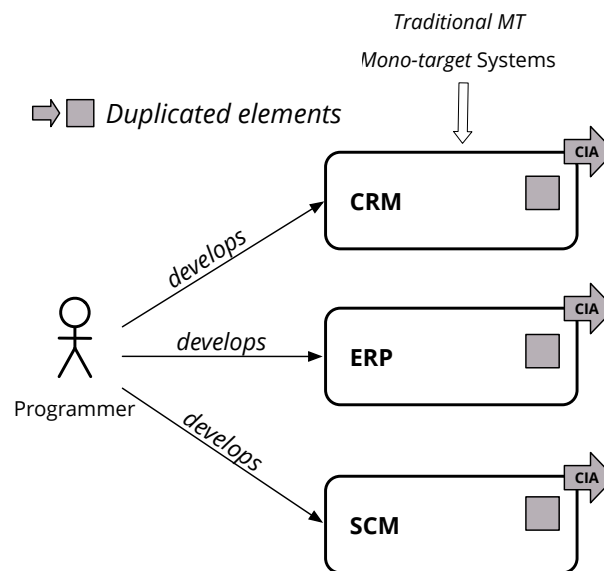 Traditional MT
Mono-target Systems
Duplicated elements
CIA
CRM
develops
CIA
develops
ERP
Programmer
develops
CIA
SCM